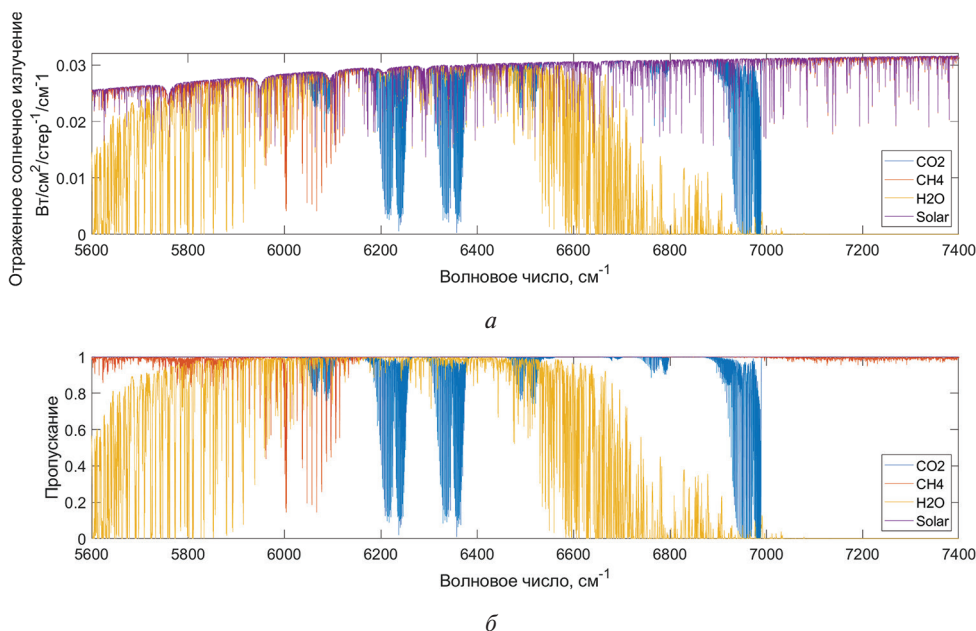 Отраженное солнечное излучение
Вт/см²/стер⁻¹/см⁻¹
0.03
0.02
0.01
0
CO2
CH4
H2O
Solar
5600 5800 6000 6200 6400 6600 6800 7000 7200 7400
Волновое число, см⁻¹
а
Пропускание
1
0.8
0.6
0.4
0.2
0
CO2
CH4
H2O
Solar
5600 5800 6000 6200 6400 6600 6800 7000 7200 7400
Волновое число, см⁻¹
б